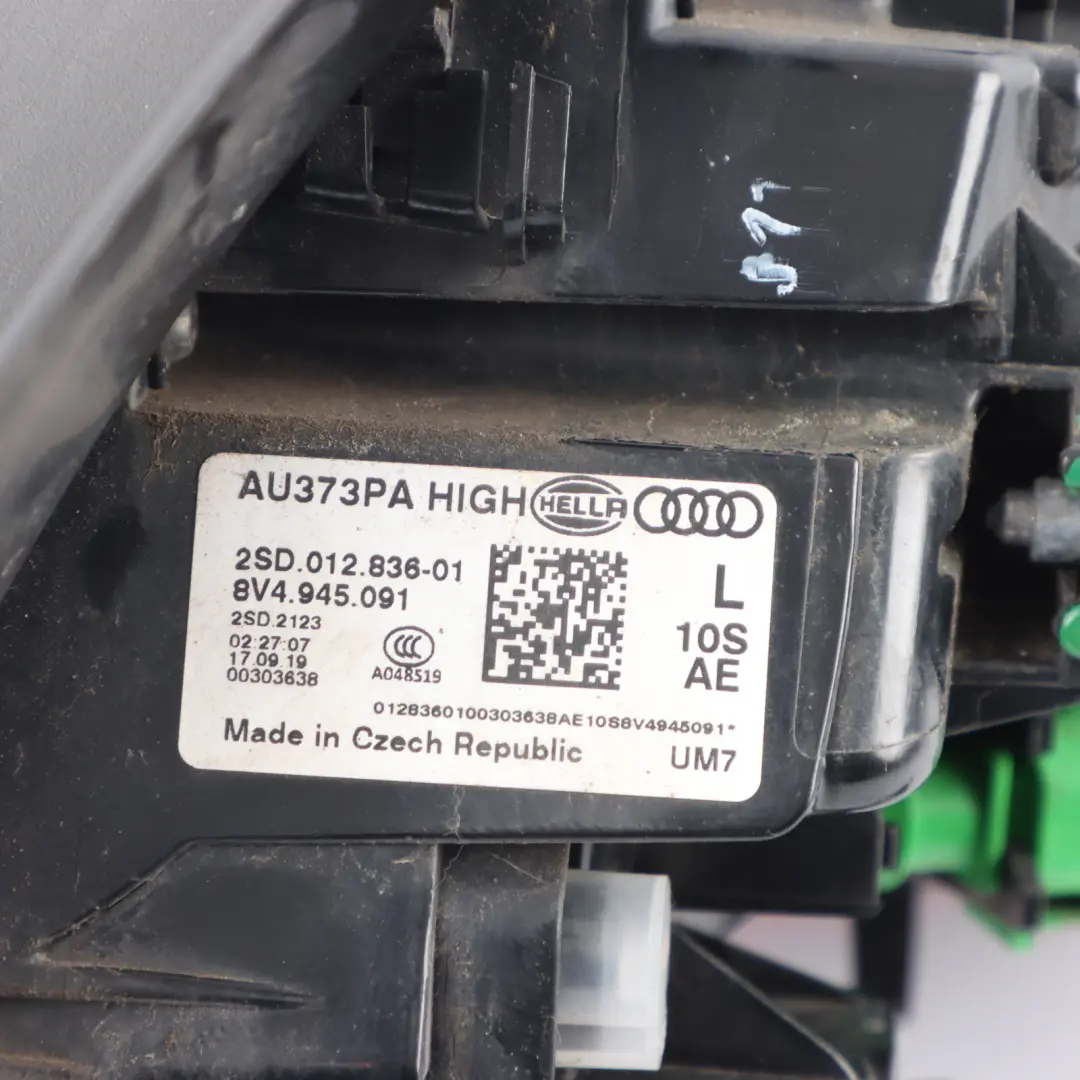 AU373PA HIGH HELLA
2SD.012.836-01
8V4.945.091
2SD.2123
02:27:07
17.09.19
00303638
CCC
A048519
L
10S
AE
0128360100303638AE10S8V4945091*
Made in Czech Republic
UM7